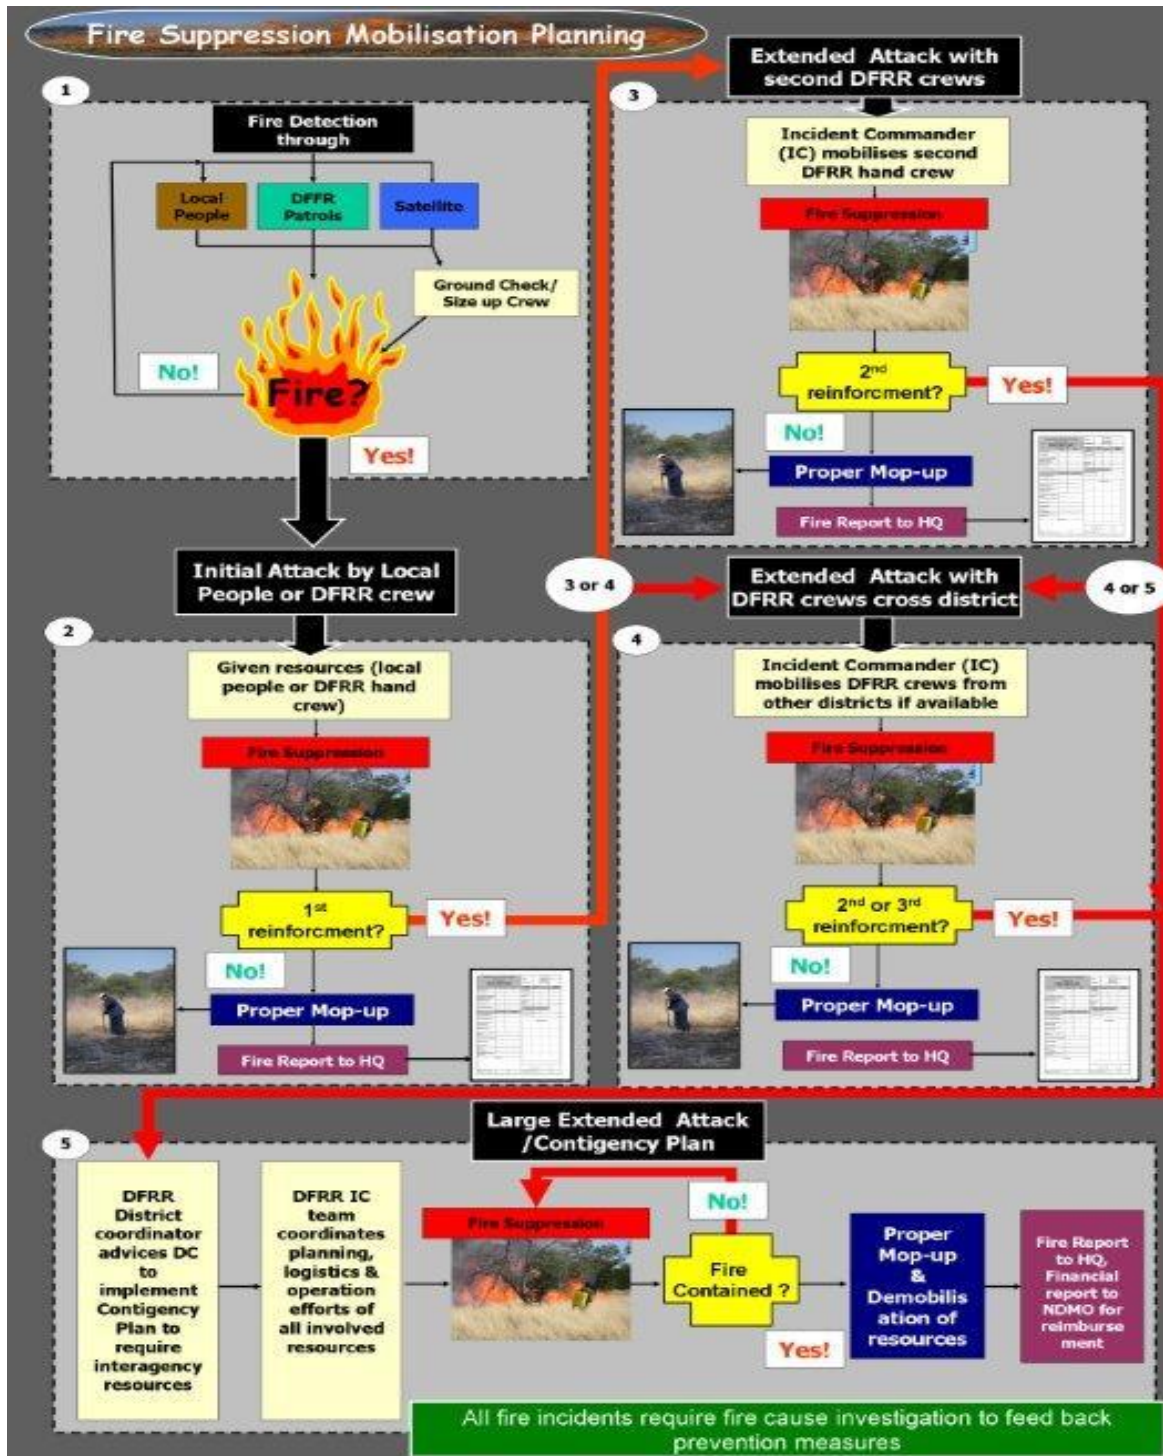 Fire Suppression Mobilisation Planning
1
Fire Detection
through
Local
People
DFFR
Patrols
Satellite
Ground Check/
Size up Crew
No!
Fire?
Yes!
Initial Attack by Local
People or DFRR crew
2
Given resources (local
people or DFRR hand
crew)
Fire Suppression
1st
reinforcment?
Yes!
No!
Proper Mop-up
Fire Report to HQ
Extended Attack with
second DFRR crews
3
Incident Commander
(IC) mobilises second
DFRR hand crew
Fire Suppression
2nd
reinforcment?
Yes!
No!
Proper Mop-up
Fire Report to HQ
3 or 4
Extended Attack with
DFRR crews cross district
4 or 5
4
Incident Commander (IC)
mobilises DFRR crews from
other districts if available
Fire Suppression
2nd or 3rd
reinforcment?
Yes!
No!
Proper Mop-up
Fire Report to HQ
Large Extended Attack
/Contigency Plan
5
DFRR
District
coordinator
advices DC
to
implement
Contigency
Plan to
require
interagency
resources
DFRR IC
team
coordinates
planning,
logistics &
operation
efforts of
all involved
resources
Fire Suppression
No!
Fire
Contained ?
Yes!
Proper
Mop-up
&
Demobilis
ation of
resources
Fire Report
to HQ,
Financial
report to
NDMO for
reimburse
ment
All fire incidents require fire cause investigation to feed back
prevention measures